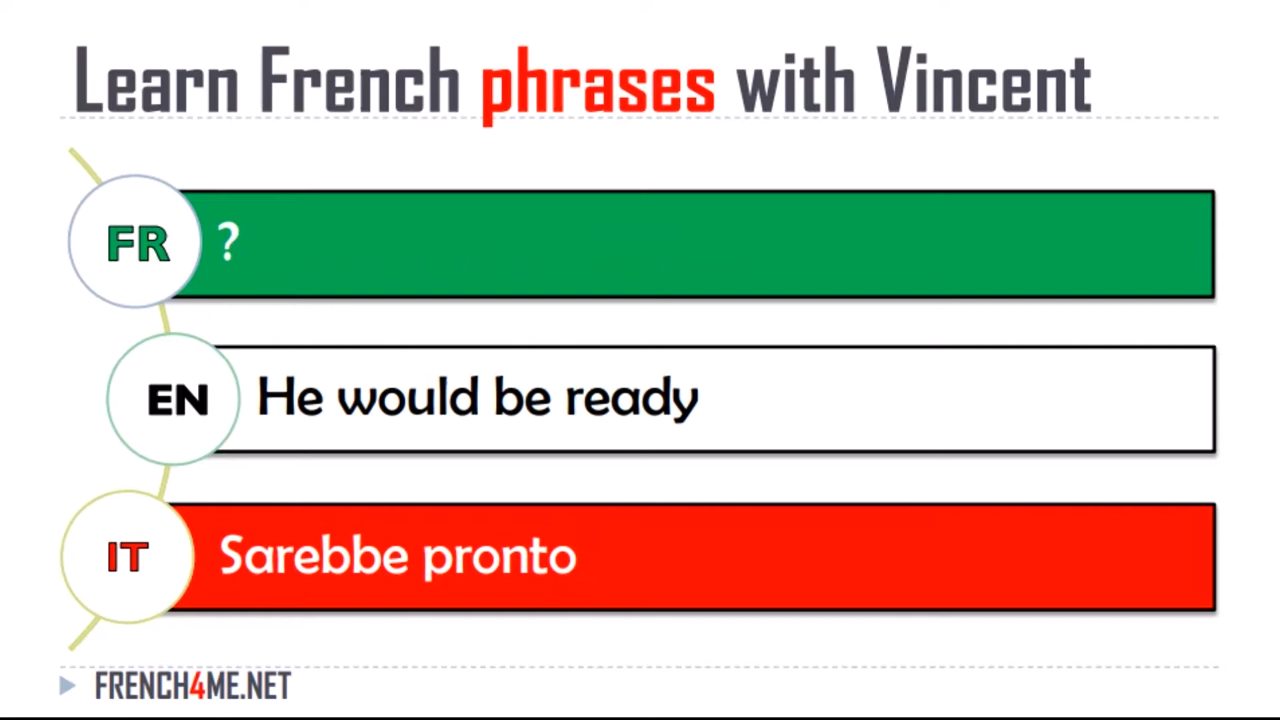 Learn French phrases with Vincent
FR
?
EN
He would be ready
IT
Sarebbe pronto
FRENCH4ME.NET